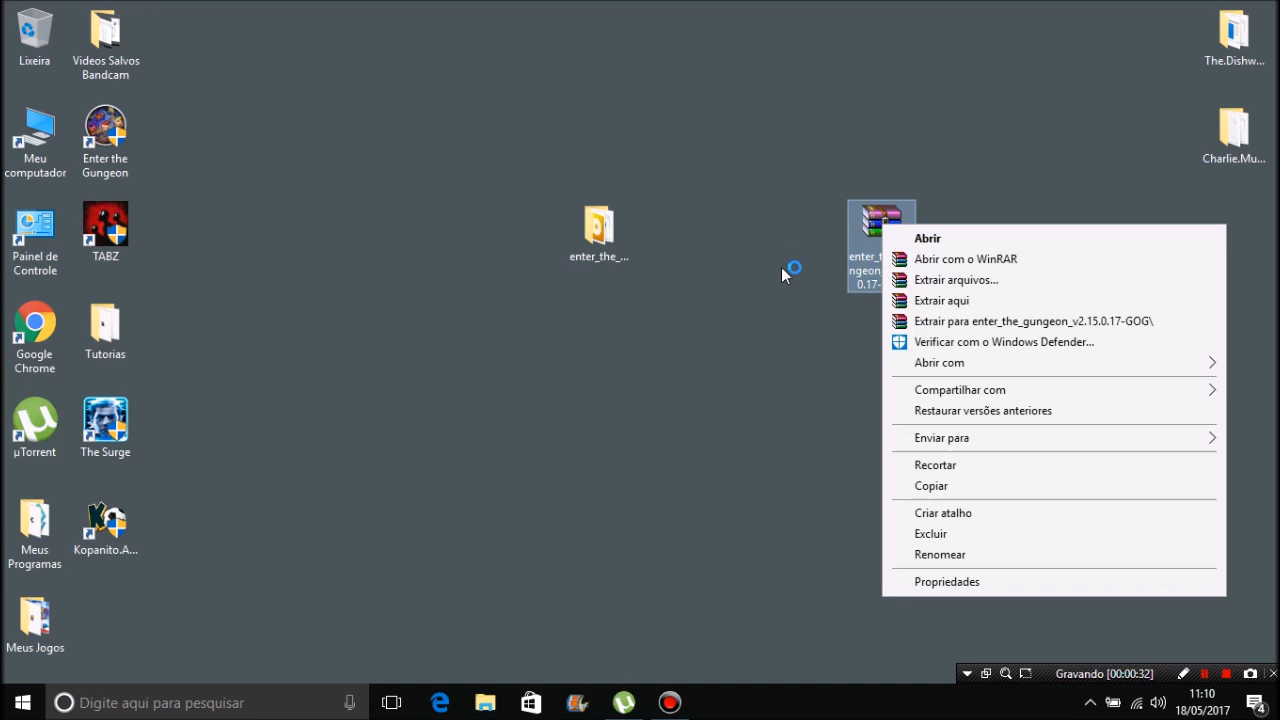 Lixeira
Videos Salvos
Bandcam
The.Dishw...
Meu
computador
Enter the
Gungeon
Charlie.Mu...
Painel de
Controle
TABZ
enter_the_...
0.17-
Google
Chrome
Tutorias
µTorrent
The Surge
Meus
Programas
Kopanito.A...
Meus Jogos
Abrir
Abrir com o WinRAR
Extrair arquivos...
Extrair aqui
Extrair para enter_the_gungeon_v2.15.0.17-GOG\
Verificar com o Windows Defender...
Abrir com
Compartilhar com
Restaurar versões anteriores
Enviar para
Recortar
Copiar
Criar atalho
Excluir
Renomear
Propriedades
Gravando [00:00:32]
Digite aqui para pesquisar
11:10
18/05/2017
4